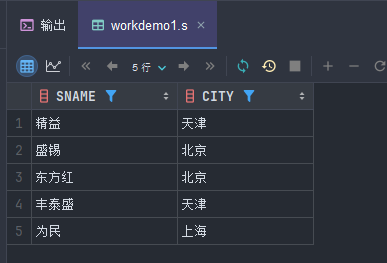 输出
workdemo1.s
5 行
SNAME CITY
1 精益 天津
2 盛锡 北京
3 东方红 北京
4 丰泰盛 天津
5 为民 上海